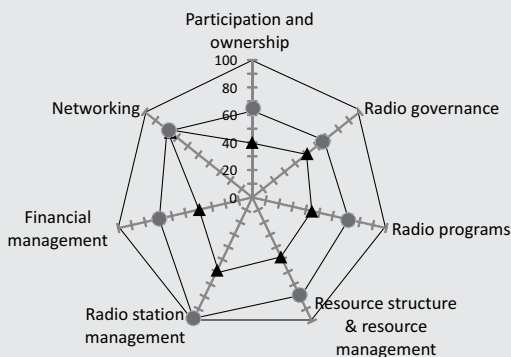 Participation and
ownership
100
80
60
40
20
0
Networking
Radio governance
Financial
management
Radio programs
Radio station
management
Resource structure
& resource
management